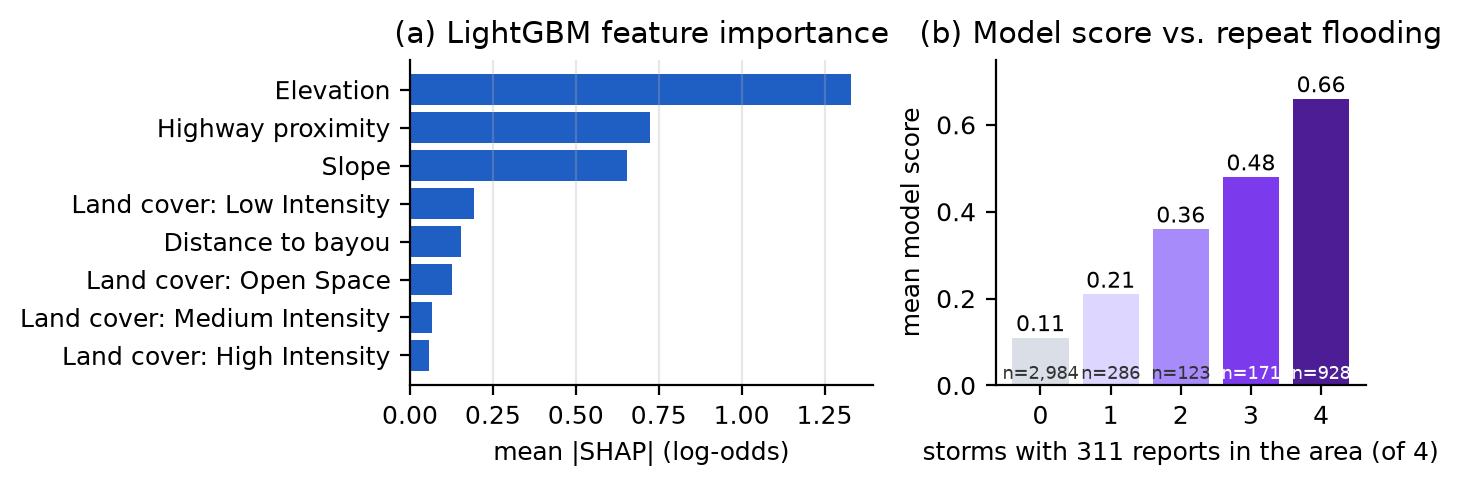 (a) LightGBM feature importance
Elevation
Highway proximity
Slope
Land cover: Low Intensity
Distance to bayou
Land cover: Open Space
Land cover: Medium Intensity
Land cover: High Intensity
0.00 0.25 0.50 0.75 1.00 1.25
mean |SHAP| (log-odds)
(b) Model score vs. repeat flooding
mean model score
0.6
0.4
0.2
0.0
0.11
0.21
0.36
0.48
0.66
n=2,984 n=286 n=123 n=171 n=928
0 1 2 3 4
storms with 311 reports in the area (of 4)